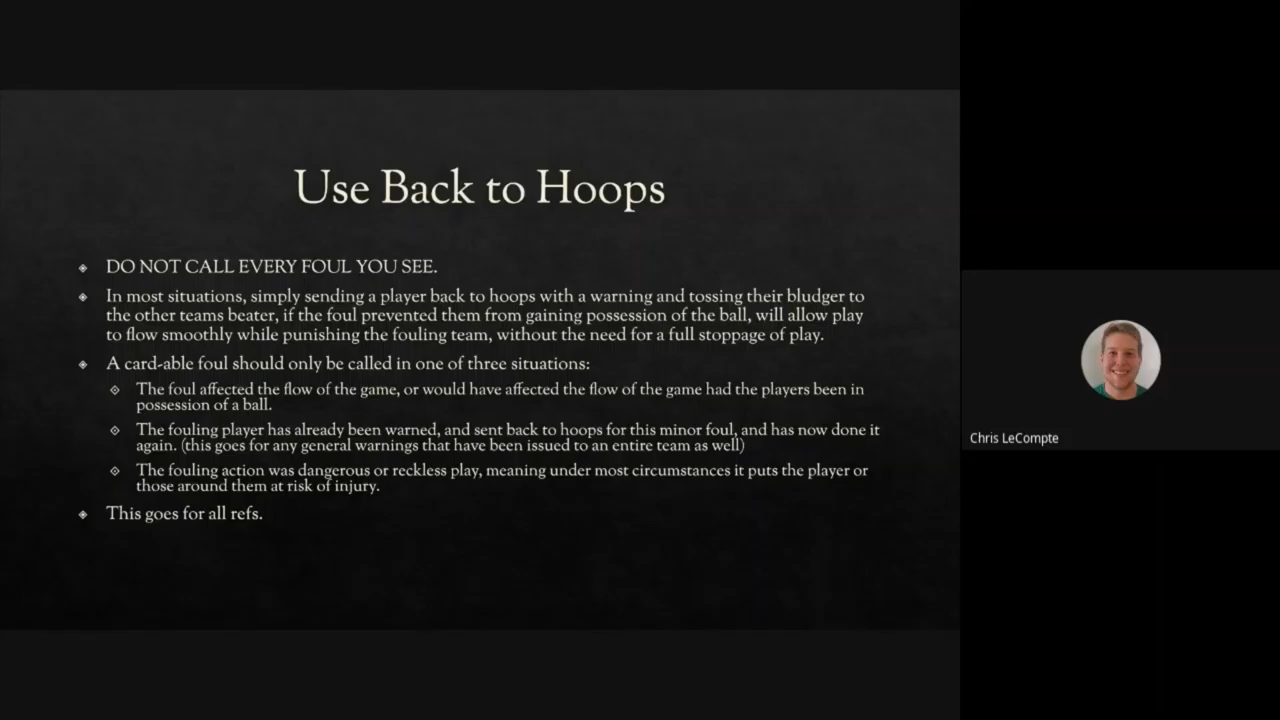 Use Back to Hoops
DO NOT CALL EVERY FOUL YOU SEE.
In most situations, simply sending a player back to hoops with a warning and tossing their bludger to
the other teams beater, if the foul prevented them from gaining possession of the ball, will allow play
to flow smoothly while punishing the fouling team, without the need for a full stoppage of play.
A card-able foul should only be called in one of three situations:
The foul affected the flow of the game, or would have affected the flow of the game had the players been in
possession of a ball.
The fouling player has already been warned, and sent back to hoops for this minor foul, and has now done it
again. (this goes for any general warnings that have been issued to an entire team as well)
The fouling action was dangerous or reckless play, meaning under most circumstances it puts the player or
those around them at risk of injury.
This goes for all refs.
Chris LeCompte